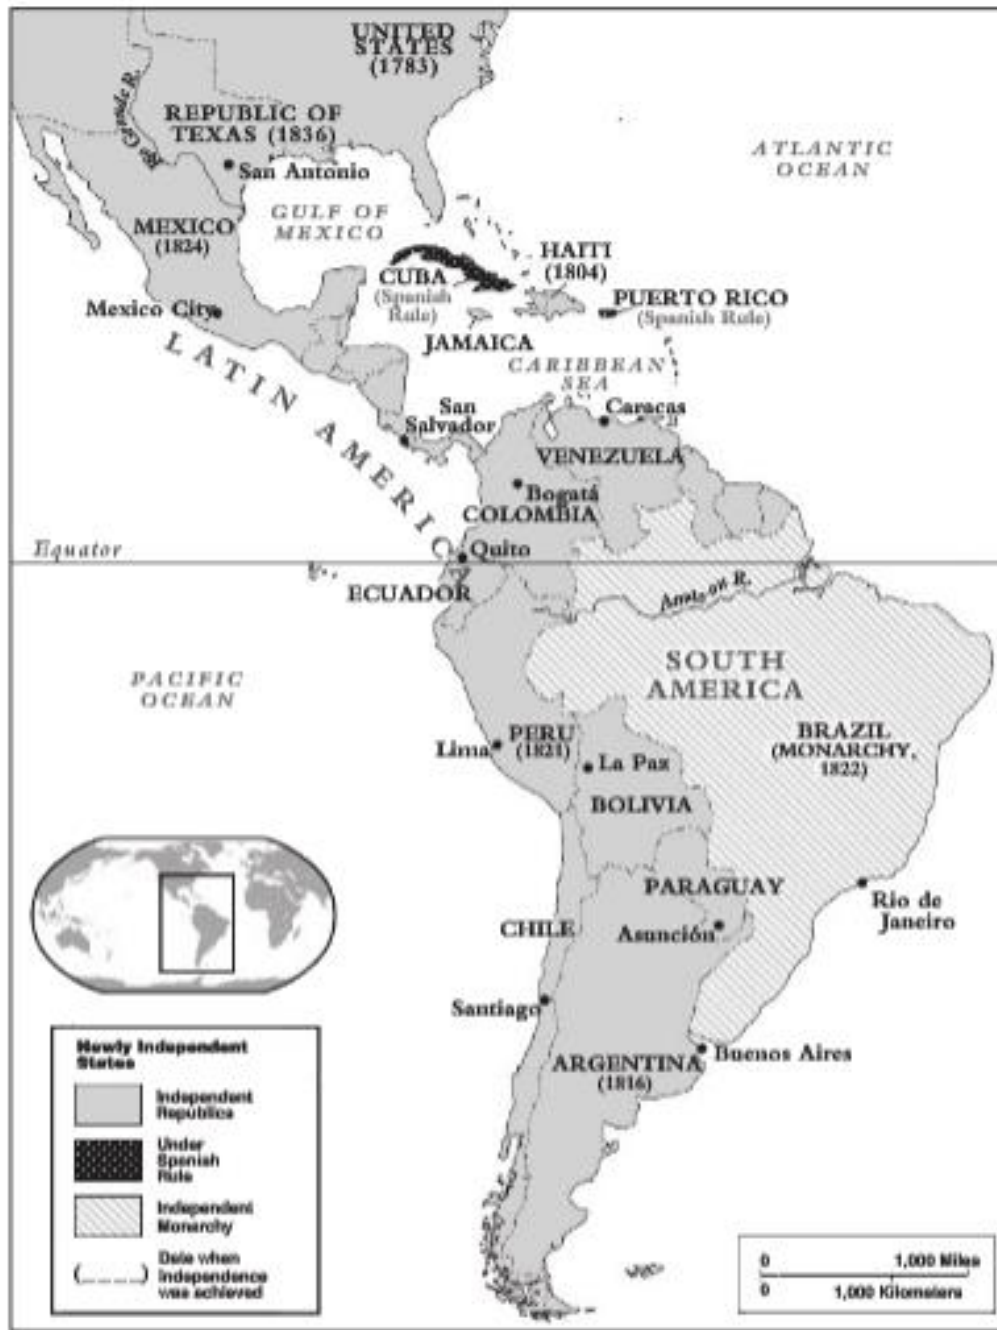 UNITED
STATES
(1783)
Rio Grande R.
REPUBLIC OF
TEXAS (1836)
San Antonio
ATLANTIC
OCEAN
GULF OF
MEXICO
MEXICO
(1824)
HAITI
(1804)
CUBA
(Spanish
Rule)
PUERTO RICO
(Spanish Rule)
Mexico City
JAMAICA
LATIN AMERICA
CARIBBEAN
SEA
San
Salvador
Caracas
VENEZUELA
Bogatá
COLOMBIA
Equator
Quito
ECUADOR
Amazon R.
PACIFIC
OCEAN
SOUTH
AMERICA
PERU
(1821)
Lima
BRAZIL
(MONARCHY,
1822)
La Paz
BOLIVIA
PARAGUAY
Rio de
Janeiro
CHILE
Asunción
Santiago
Buenos Aires
ARGENTINA
(1816)
Newly Independent
States
Independent
Republics
Under
Spanish
Rule
Independent
Monarchy
Date when
independence
was achieved
0 1,000 Miles
0 1,000 Kilometers